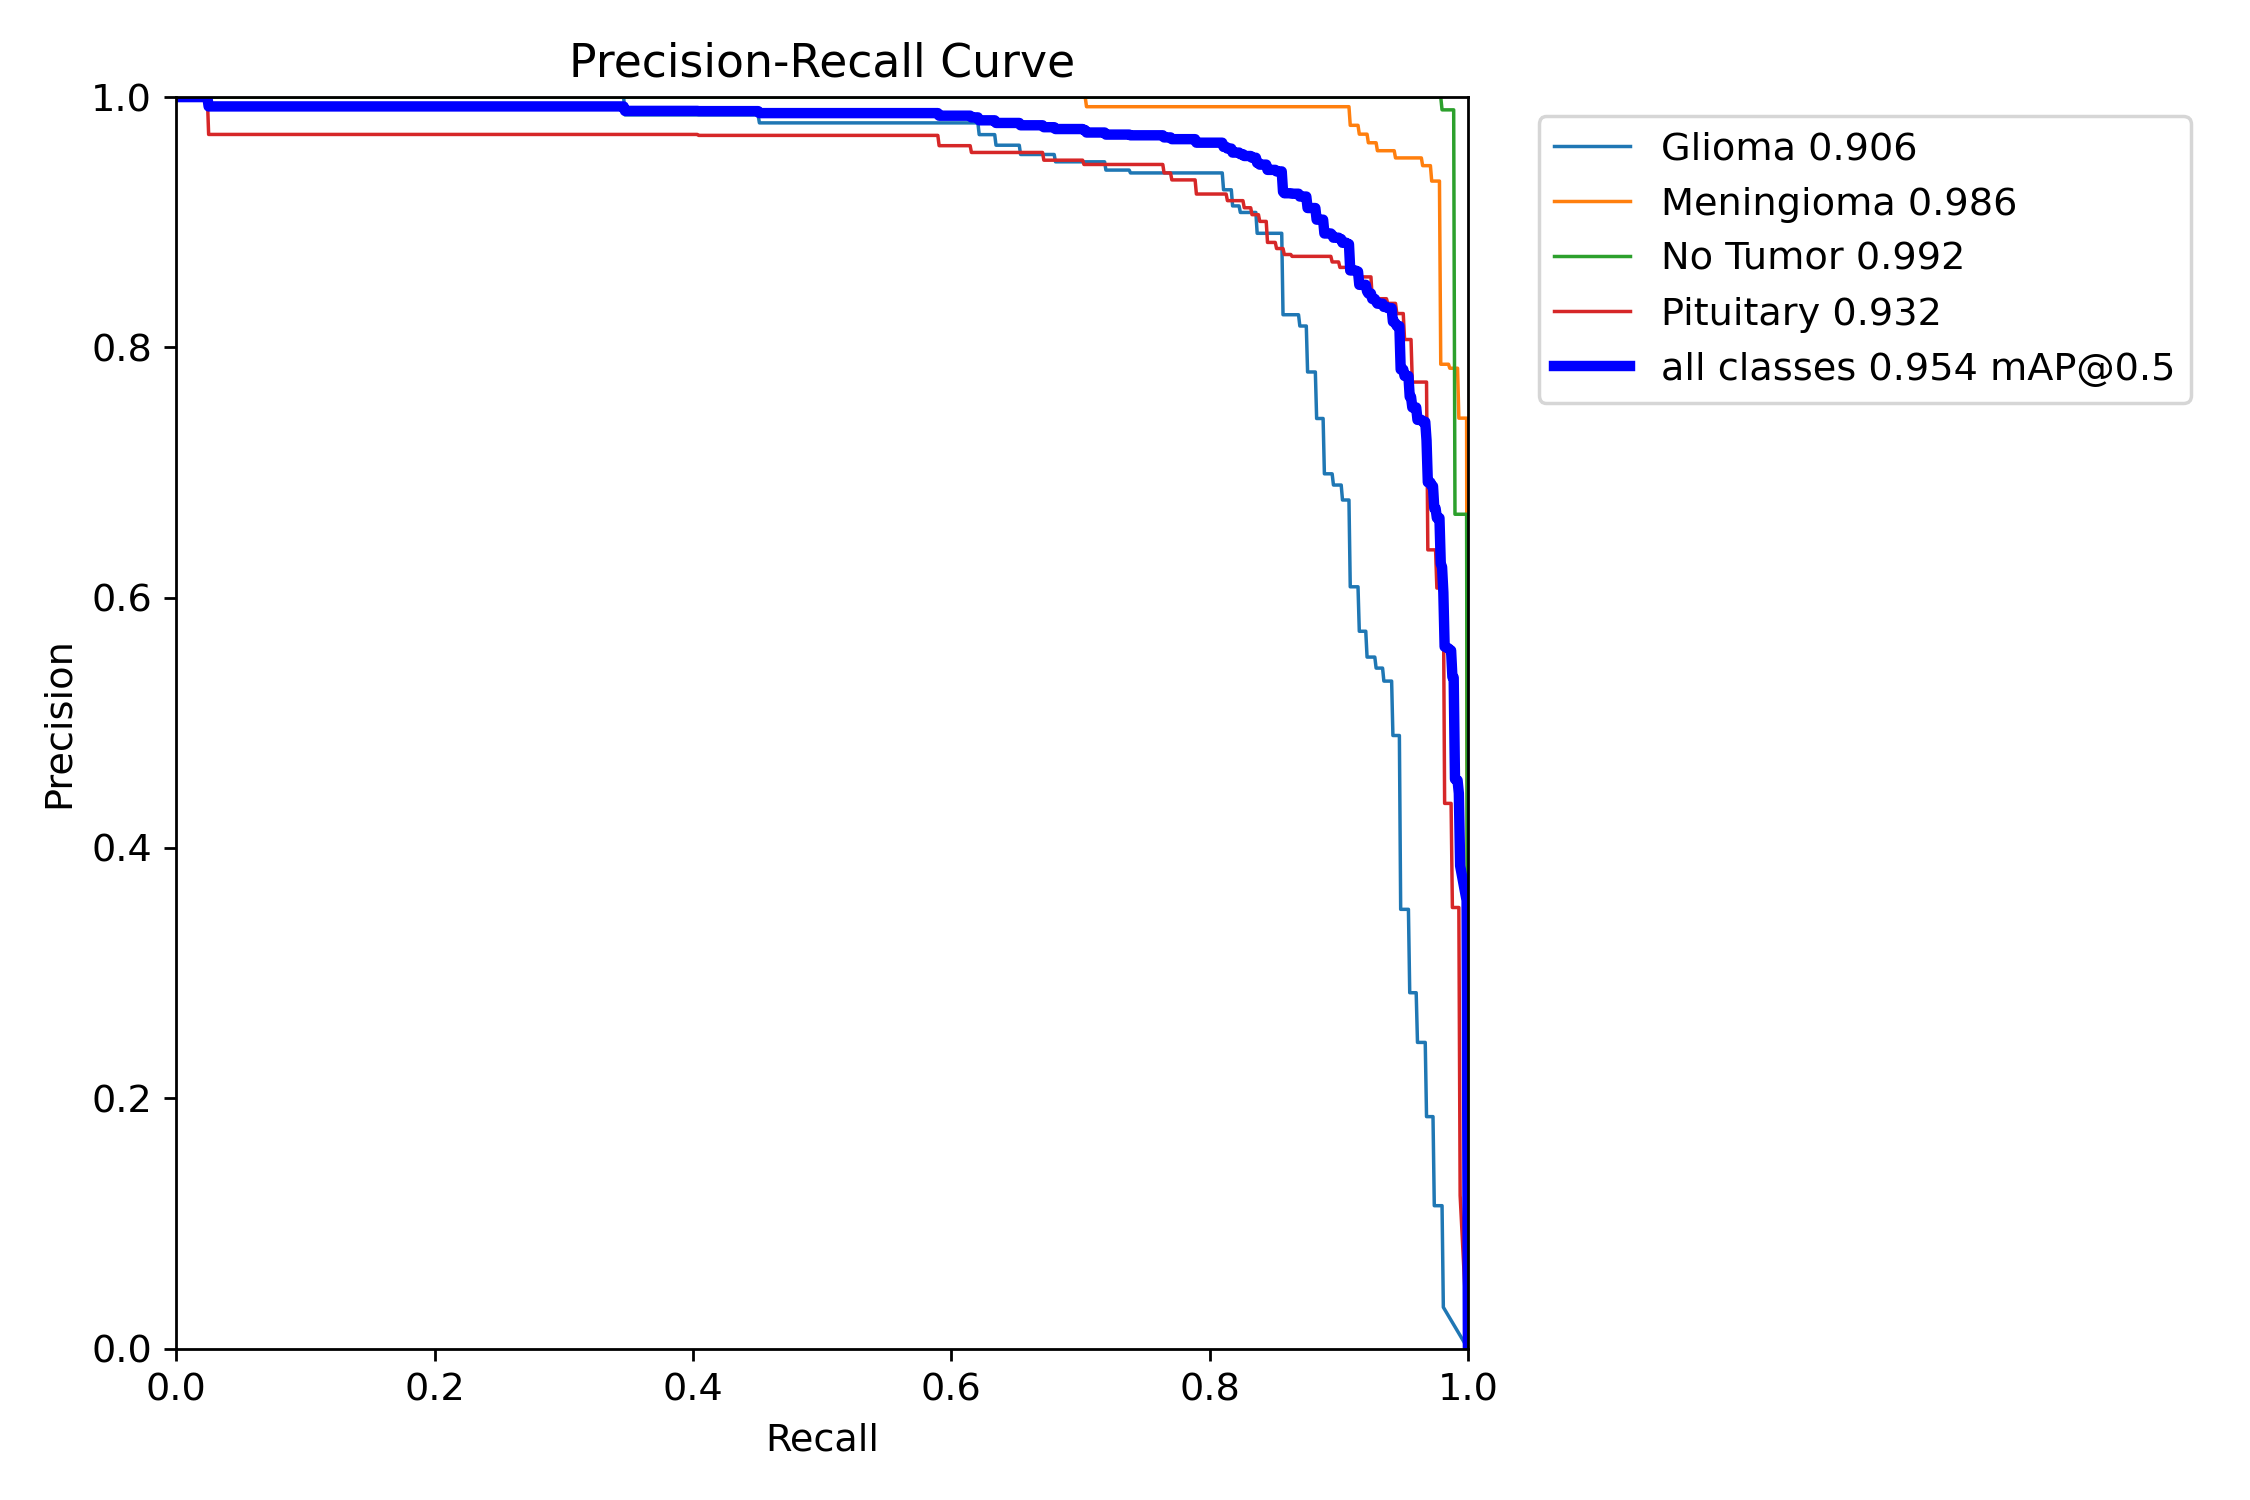 Precision-Recall Curve
1.0
0.8
0.6
0.4
0.2
0.0
Precision
0.0 0.2 0.4 0.6 0.8 1.0
Recall
Glioma 0.906
Meningioma 0.986
No Tumor 0.992
Pituitary 0.932
all classes 0.954 mAP@0.5